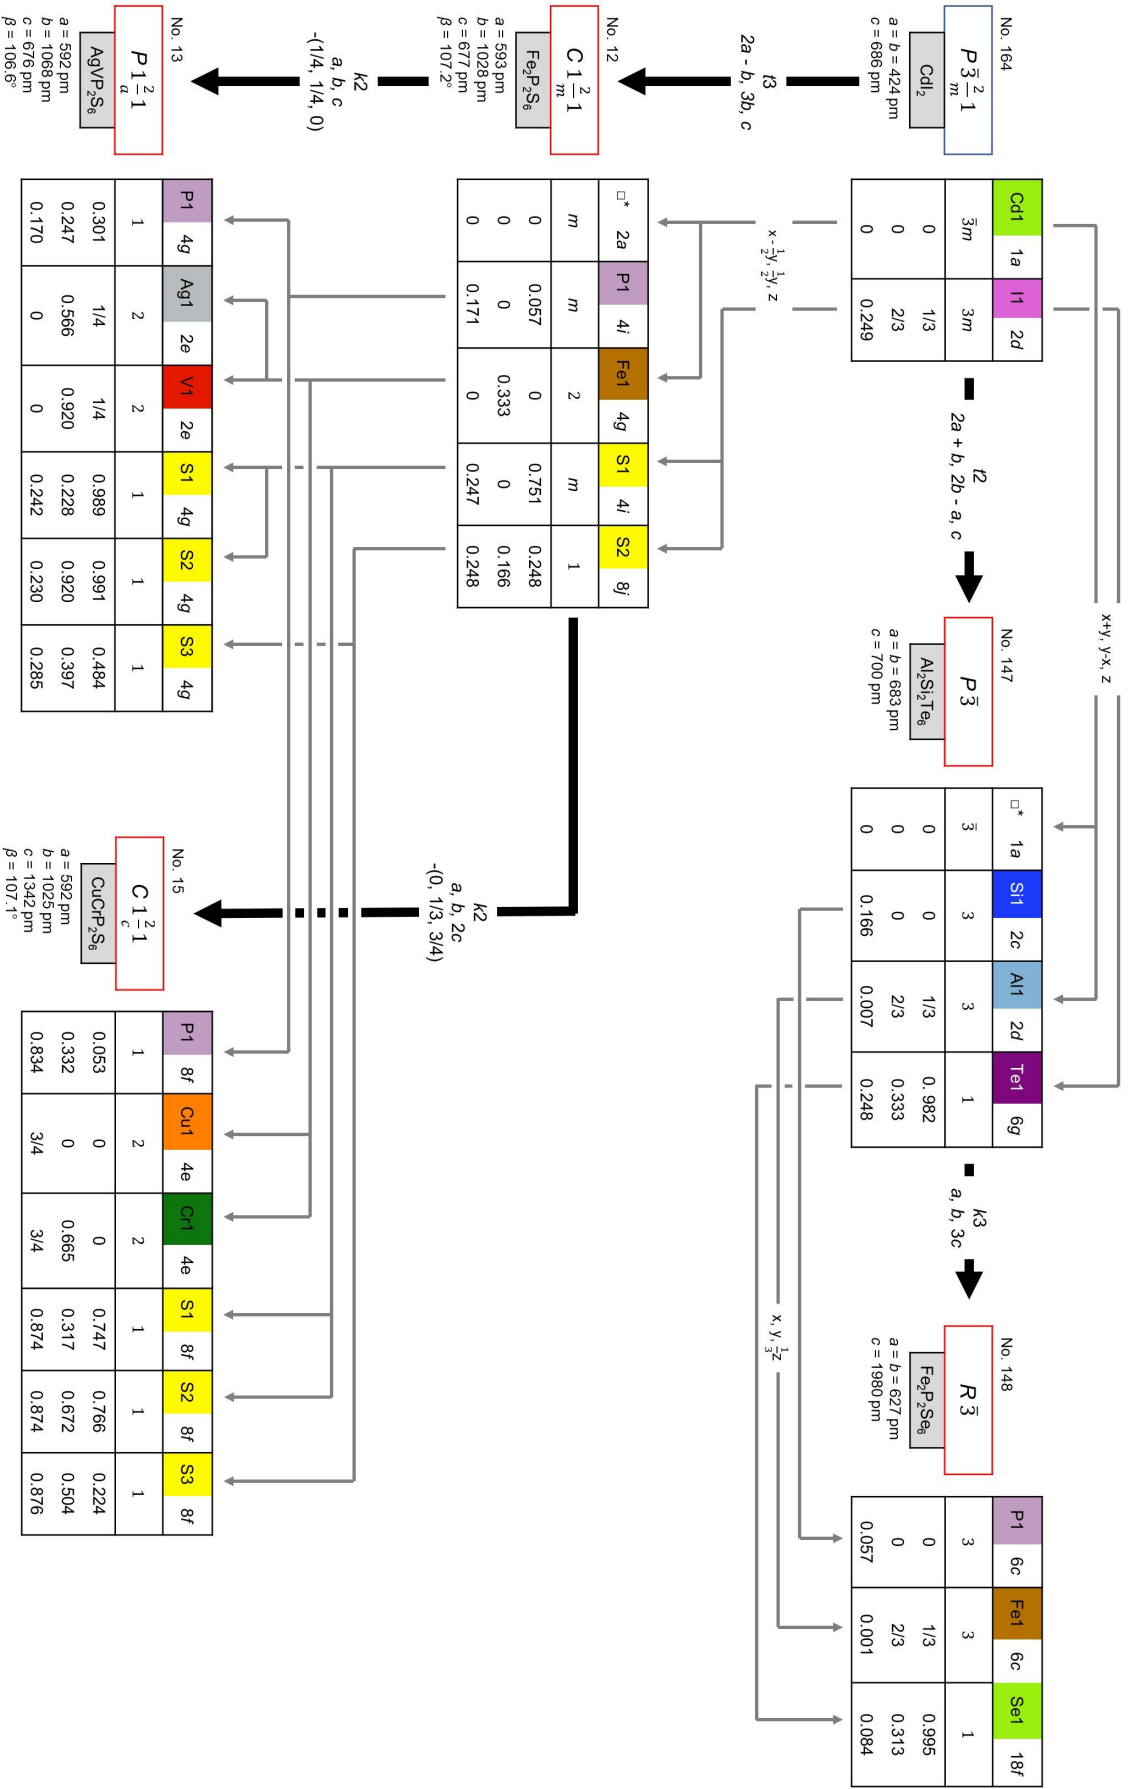 No. 164
P 3̅ 2/m 1
CdI₂
a = b = 424 pm
c = 686 pm
Cd1 1a I1 2d
3̅m 3m
0 1/3
0 2/3
0 0.249
x+y, y-x, z
t2
2a + b, 2b - a, c
No. 147
P 3̅
Al₂Si₂Te₆
a = b = 683 pm
c = 700 pm
□* 1a Si1 2c Al1 2d Te1 6g
3̅ 3 3 1
0 0 1/3 0. 982
0 0 2/3 0.333
0 0.166 0.007 0.248
k3
a, b, 3c
x, y, ⅓z
No. 148
R 3̅
Fe₂P₂Se₆
a = b = 627 pm
c = 1980 pm
P1 6c Fe1 6c Se1 18f
3 3 1
0 1/3 0.995
0 2/3 0.313
0.057 0.001 0.084
t3
2a - b, 3b, c
x - ½y, ½y, z
No. 12
C 1 2/m 1
Fe₂P₂S₆
a = 593 pm
b = 1028 pm
c = 677 pm
β = 107.2°
□* 2a P1 4i Fe1 4g S1 4i S2 8j
m m 2 m 1
0 0.057 0 0.751 0.248
0 0 0.333 0 0.166
0 0.171 0 0.247 0.248
k2
a, b, c
-(1/4, 1/4, 0)
k2
a, b, 2c
-(0, 1/3, 3/4)
No. 13
P 1 2/a 1
AgVP₂S₆
a = 592 pm
b = 1068 pm
c = 676 pm
β = 106.6°
P1 4g Ag1 2e V1 2e S1 4g S2 4g S3 4g
1 2 2 1 1 1
0.301 1/4 1/4 0.989 0.991 0.484
0.247 0.566 0.920 0.228 0.920 0.397
0.170 0 0 0.242 0.230 0.285
No. 15
C 1 2/c 1
CuCrP₂S₆
a = 592 pm
b = 1025 pm
c = 1342 pm
β = 107.1°
P1 8f Cu1 4e Cr1 4e S1 8f S2 8f S3 8f
1 2 2 1 1 1
0.053 0 0 0.747 0.766 0.224
0.332 0 0.665 0.317 0.672 0.504
0.834 3/4 3/4 0.874 0.874 0.876